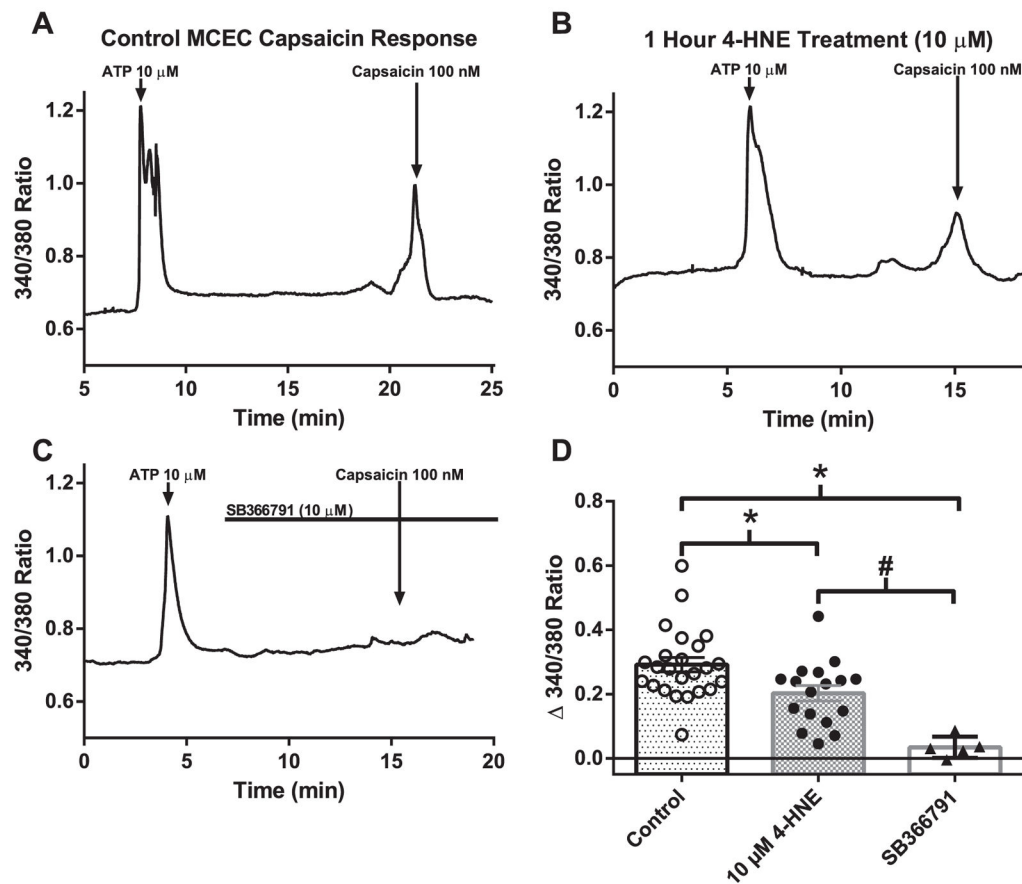 A
Control MCEC Capsaicin Response
ATP 10 μM
Capsaicin 100 nM
340/380 Ratio
1.2
1.0
0.8
0.6
5
10
15
20
25
Time (min)
B
1 Hour 4-HNE Treatment (10 μM)
ATP 10 μM
Capsaicin 100 nM
340/380 Ratio
1.2
1.0
0.8
0.6
0
5
10
15
Time (min)
C
ATP 10 μM
Capsaicin 100 nM
SB366791 (10 μM)
340/380 Ratio
1.2
1.0
0.8
0.6
0
5
10
15
20
Time (min)
D
*
*
#
Δ 340/380 Ratio
0.8
0.6
0.4
0.2
0.0
Control
10 μM 4-HNE
SB366791